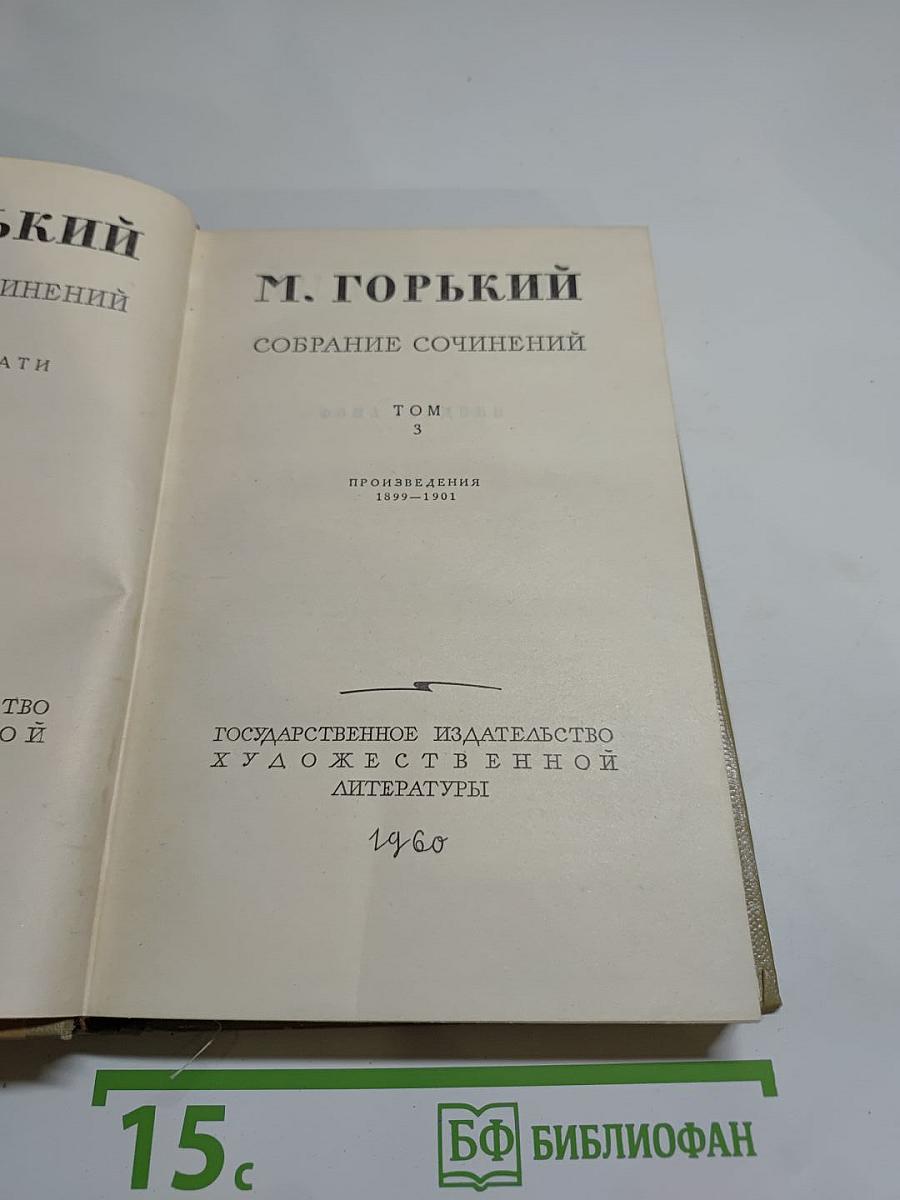 ЬКИЙ
ИНЕНИЙ
АТИ
ТВО
ОЙ
М. ГОРЬКИЙ
СОБРАНИЕ СОЧИНЕНИЙ
ТОМ
3
ПРОИЗВЕДЕНИЯ
1899—1901
ГОСУДАРСТВЕННОЕ ИЗДАТЕЛЬСТВО
ХУДОЖЕСТВЕННОЙ
ЛИТЕРАТУРЫ
1960
15 с
БФ БИБЛИОФАН